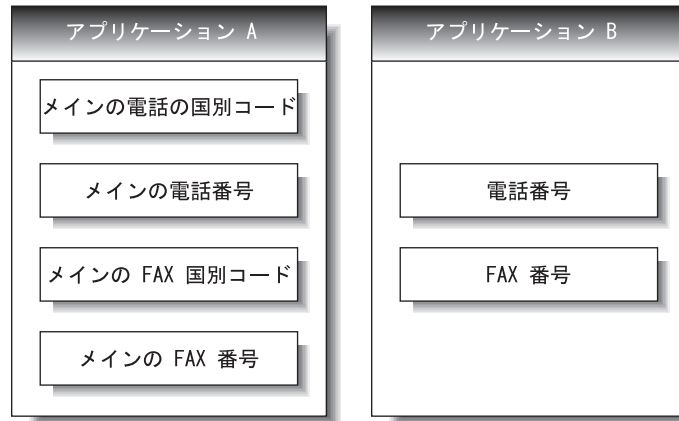 アプリケーション A
メインの電話の国別コード
メインの電話番号
メインの FAX 国別コード
メインの FAX 番号
アプリケーション B
電話番号
FAX 番号